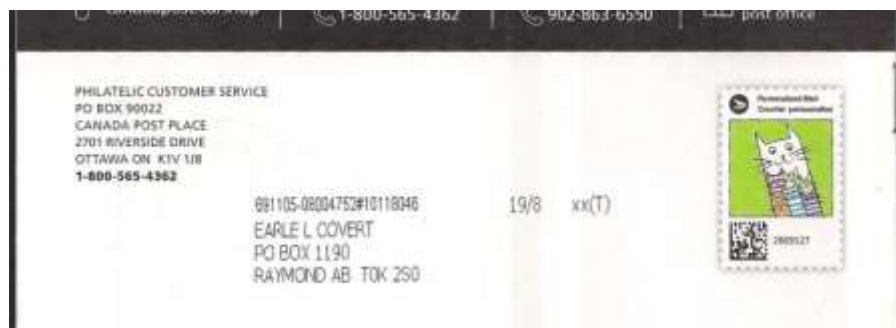 1-800-565-4362
902-863-6550
post office
PHILATELIC CUSTOMER SERVICE
PO BOX 90022
CANADA POST PLACE
2701 RIVERSIDE DRIVE
OTTAWA ON K1V 1J8
1-800-565-4362
691105-08004752#10118046 19/8 xx(T)
EARLE L COVERT
PO BOX 1190
RAYMOND AB T0K 2S0
Personalized Mail
Courrier personnalisé
2869527